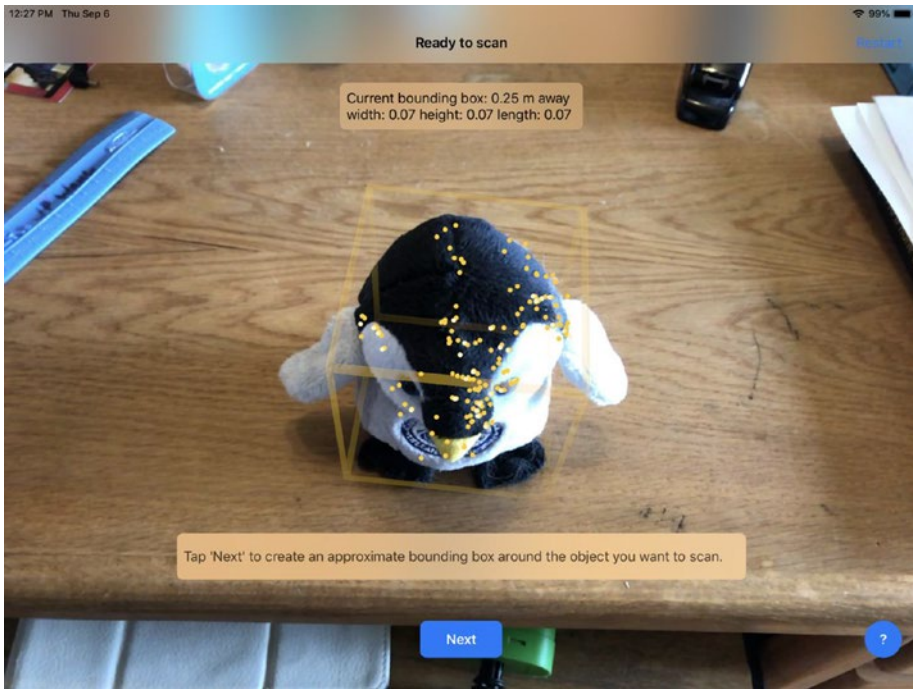 12:27 PM Thu Sep 6
99%
Ready to scan
Restart
Current bounding box: 0.25 m away
width: 0.07 height: 0.07 length: 0.07
Tap 'Next' to create an approximate bounding box around the object you want to scan.
Next
?